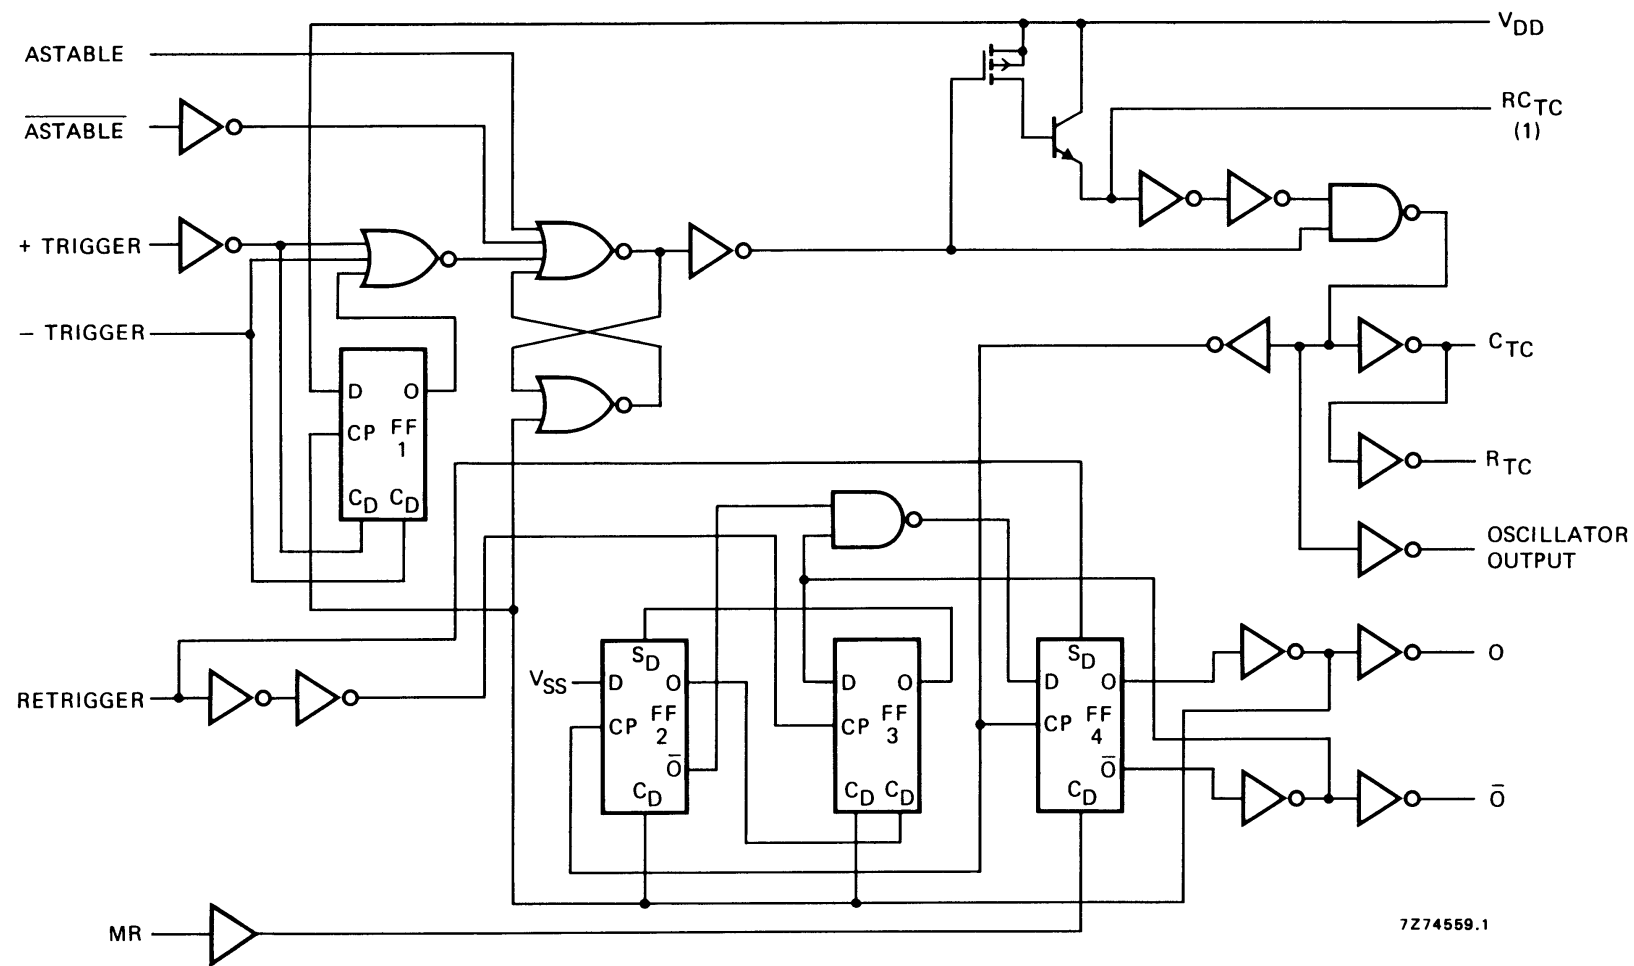 V_DD
ASTABLE
RC_TC
(1)
A̅S̅T̅A̅B̅L̅E̅
+ TRIGGER
− TRIGGER
C_TC
D O
CP FF
1
C_D C_D
R_TC
OSCILLATOR
OUTPUT
S_D
V_SS D O
CP FF
2
O̅
C_D
D O
CP FF
3
C_D C_D
S_D
D O
CP FF
4
O̅
C_D
O
RETRIGGER
O̅
MR
7Z74559.1